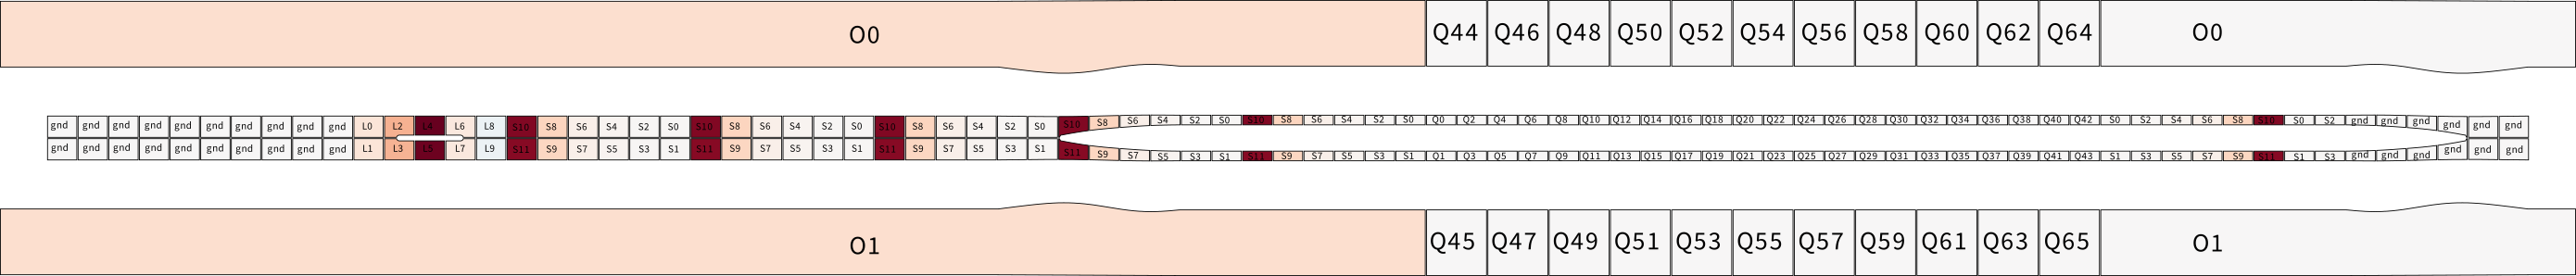 O0 Q44 Q46 Q48 Q50 Q52 Q54 Q56 Q58 Q60 Q62 Q64 O0
gnd gnd gnd gnd gnd gnd gnd gnd gnd gnd L0 L2 L4 L6 L8 S10 S8 S6 S4 S2 S0 S10 S8 S6 S4 S2 S0 S10 S8 S6 S4 S2 S0 S10 S8 S6 S4 S2 S0 S10 S8 S6 S4 S2 S0 Q0 Q2 Q4 Q6 Q8 Q10 Q12 Q14 Q16 Q18 Q20 Q22 Q24 Q26 Q28 Q30 Q32 Q34 Q36 Q38 Q40 Q42 S0 S2 S4 S6 S8 S10 S0 S2 gnd gnd gnd gnd gnd gnd
gnd gnd gnd gnd gnd gnd gnd gnd gnd gnd L1 L3 L5 L7 L9 S11 S9 S7 S5 S3 S1 S11 S9 S7 S5 S3 S1 S11 S9 S7 S5 S3 S1 S11 S9 S7 S5 S3 S1 S11 S9 S7 S5 S3 S1 Q1 Q3 Q5 Q7 Q9 Q11 Q13 Q15 Q17 Q19 Q21 Q23 Q25 Q27 Q29 Q31 Q33 Q35 Q37 Q39 Q41 Q43 S1 S3 S5 S7 S9 S11 S1 S3 gnd gnd gnd gnd gnd gnd
O1 Q45 Q47 Q49 Q51 Q53 Q55 Q57 Q59 Q61 Q63 Q65 O1